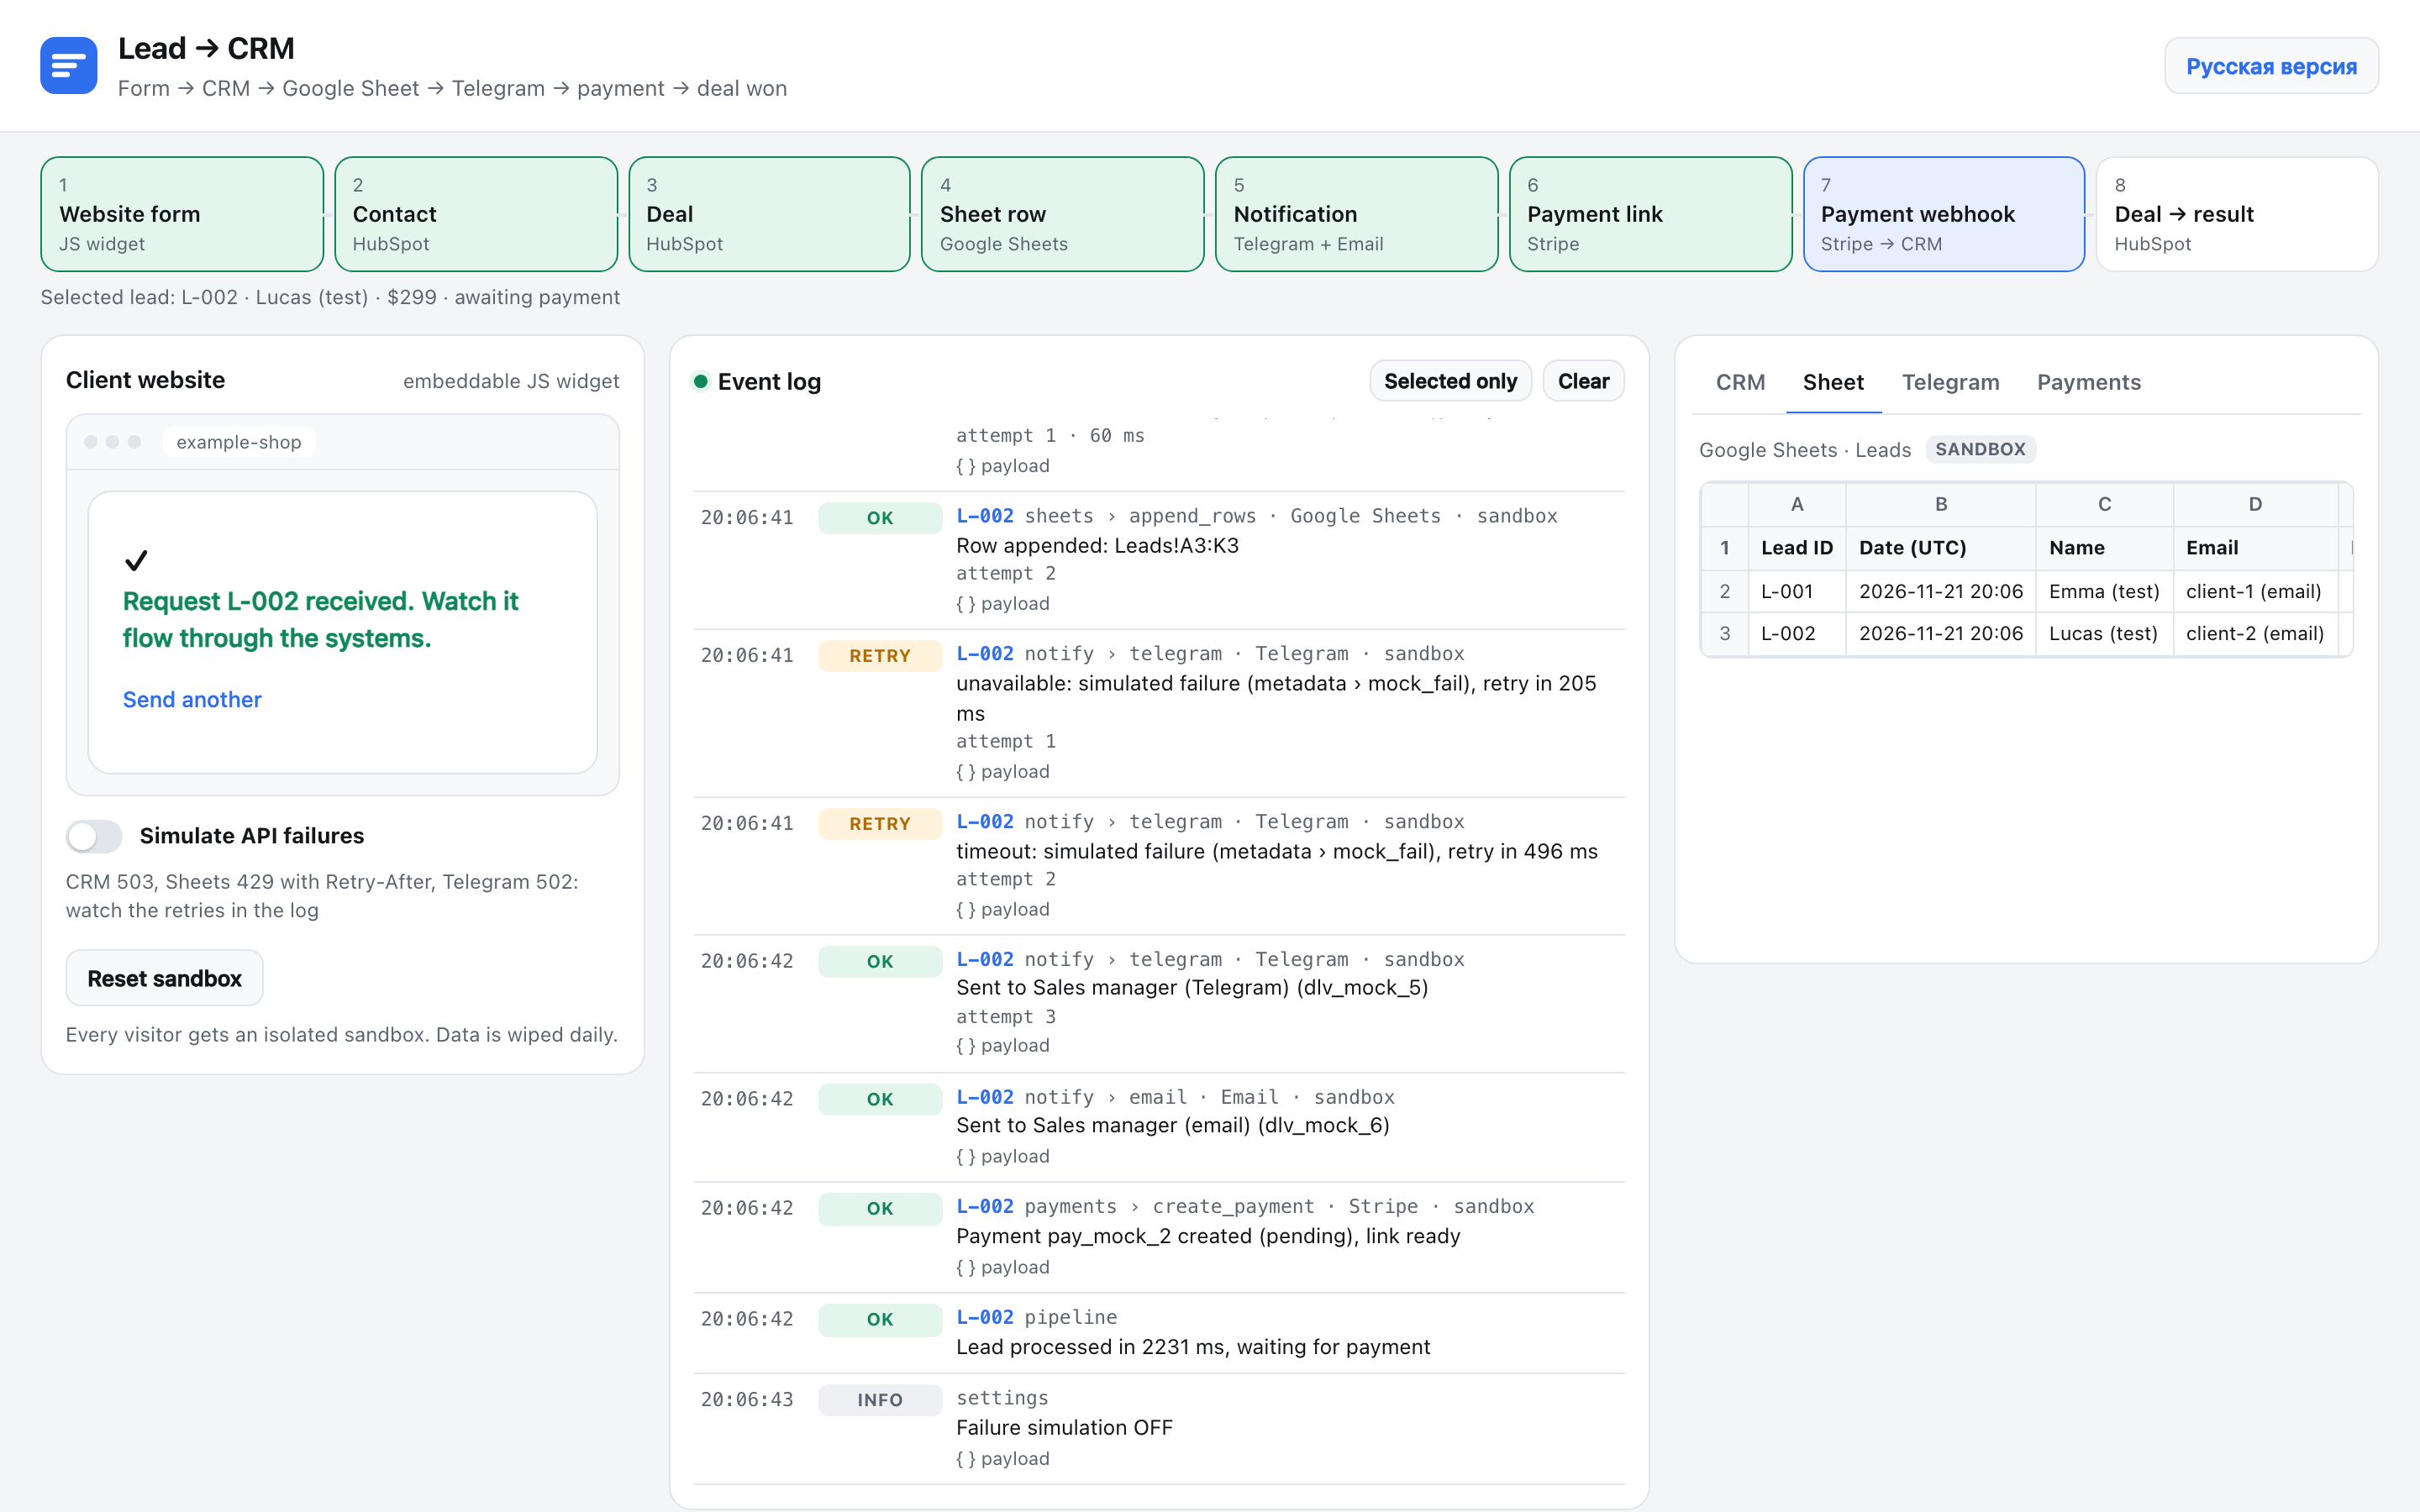 Lead → CRM
Form → CRM → Google Sheet → Telegram → payment → deal won
Русская версия
1
Website form
JS widget
2
Contact
HubSpot
3
Deal
HubSpot
4
Sheet row
Google Sheets
5
Notification
Telegram + Email
6
Payment link
Stripe
7
Payment webhook
Stripe → CRM
8
Deal → result
HubSpot
Selected lead: L-002 · Lucas (test) · $299 · awaiting payment
Client website
embeddable JS widget
example-shop
✓
Request L-002 received. Watch it
flow through the systems.
Send another
Simulate API failures
CRM 503, Sheets 429 with Retry-After, Telegram 502:
watch the retries in the log
Reset sandbox
Every visitor gets an isolated sandbox. Data is wiped daily.
Event log
Selected only
Clear
attempt 1 · 60 ms
{ } payload
20:06:41 OK L-002 sheets › append_rows · Google Sheets · sandbox
Row appended: Leads!A3:K3
attempt 2
{ } payload
20:06:41 RETRY L-002 notify › telegram · Telegram · sandbox
unavailable: simulated failure (metadata › mock_fail), retry in 205
ms
attempt 1
{ } payload
20:06:41 RETRY L-002 notify › telegram · Telegram · sandbox
timeout: simulated failure (metadata › mock_fail), retry in 496 ms
attempt 2
{ } payload
20:06:42 OK L-002 notify › telegram · Telegram · sandbox
Sent to Sales manager (Telegram) (dlv_mock_5)
attempt 3
{ } payload
20:06:42 OK L-002 notify › email · Email · sandbox
Sent to Sales manager (email) (dlv_mock_6)
{ } payload
20:06:42 OK L-002 payments › create_payment · Stripe · sandbox
Payment pay_mock_2 created (pending), link ready
{ } payload
20:06:42 OK L-002 pipeline
Lead processed in 2231 ms, waiting for payment
20:06:43 INFO settings
Failure simulation OFF
{ } payload
CRM Sheet Telegram Payments
Google Sheets · Leads SANDBOX
A B C D
1 Lead ID Date (UTC) Name Email
2 L-001 2026-11-21 20:06 Emma (test) client-1 (email)
3 L-002 2026-11-21 20:06 Lucas (test) client-2 (email)